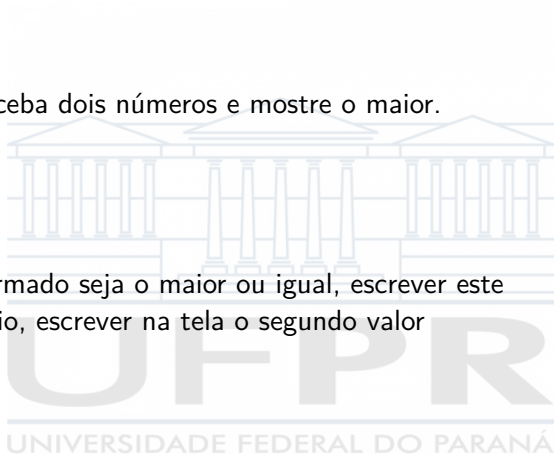 ceba dois números e mostre o maior.
rmado seja o maior ou igual, escrever este
io, escrever na tela o segundo valor
UFPR
UNIVERSIDADE FEDERAL DO PARANÁ